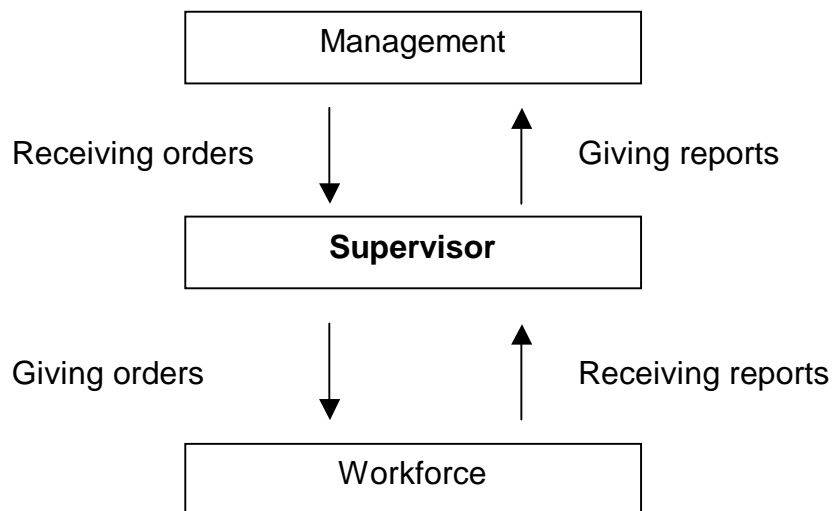 Management
Receiving orders
Giving reports
Supervisor
Giving orders
Receiving reports
Workforce